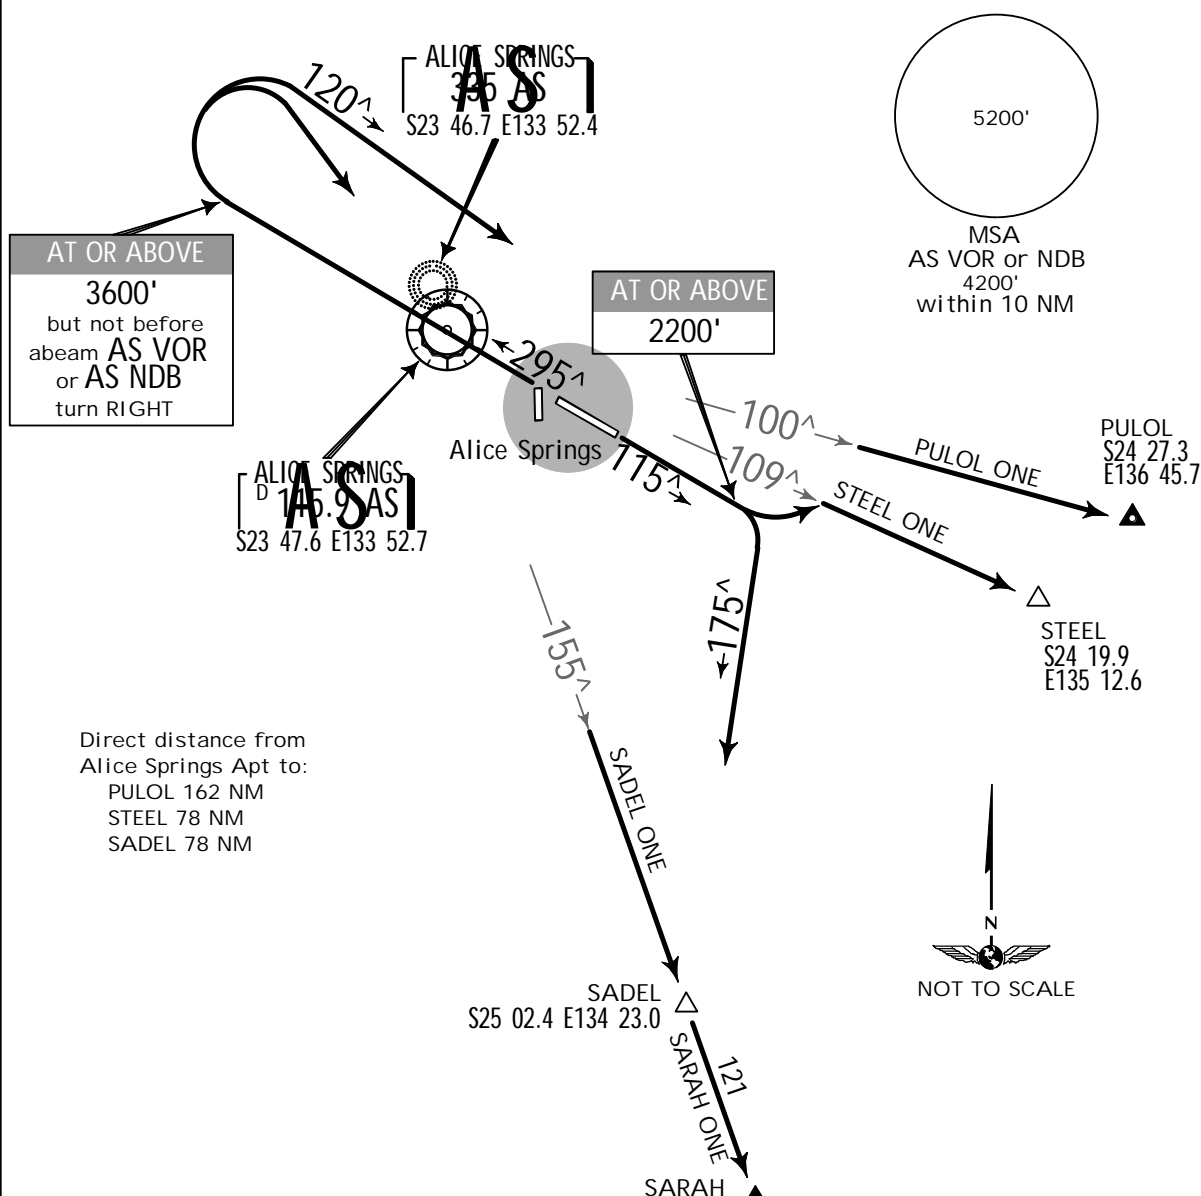 ALICE SPRINGS
335 AS
AS
S23 46.7 E133 52.4
120^
5200'
MSA
AS VOR or NDB
4200'
within 10 NM
AT OR ABOVE
3600'
but not before
abeam AS VOR
or AS NDB
turn RIGHT
AT OR ABOVE
2200'
295^
Alice Springs
115^
100^
109^
PULOL ONE
PULOL
S24 27.3
E136 45.7
STEEL ONE
STEEL
S24 19.9
E135 12.6
ALICE SPRINGS
D 115.9 AS
AS
S23 47.6 E133 52.7
175^
155^
Direct distance from
Alice Springs Apt to:
PULOL 162 NM
STEEL 78 NM
SADEL 78 NM
SADEL ONE
N
NOT TO SCALE
SADEL
S25 02.4 E134 23.0
121
SARAH ONE
SARAH